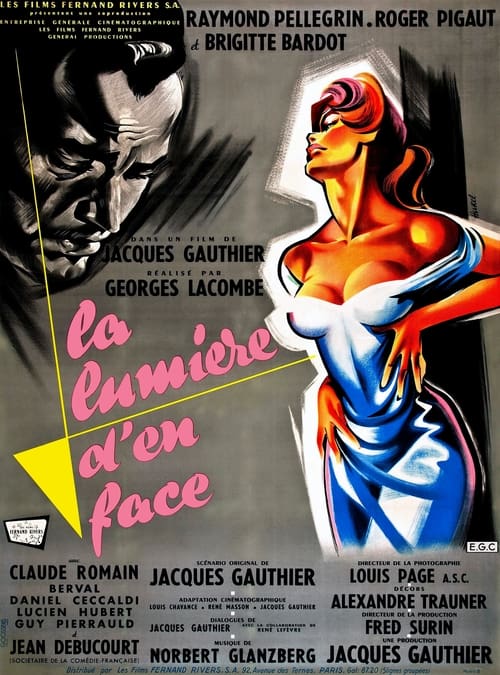 LES FILMS FERNAND RIVERS S.A.
présentent une coproduction
ENTREPRISE GÉNÉRALE CINÉMATOGRAPHIQUE
LES FILMS FERNAND RIVERS
GENERAL PRODUCTIONS
RAYMOND PELLEGRIN · ROGER PIGAUT
et BRIGITTE BARDOT
DANS UN FILM DE
JACQUES GAUTHIER
RÉALISÉ PAR
GEORGES LACOMBE
la
lumière
d'en
face
FERNAND RIVERS
E.G.C
avec
CLAUDE ROMAIN
BERVAL
DANIEL CECCALDI
LUCIEN HUBERT
GUY PIERRAULD
et
JEAN DEBUCOURT
(SOCIÉTAIRE DE LA COMÉDIE-FRANÇAISE)
SCÉNARIO ORIGINAL DE
JACQUES GAUTHIER
ADAPTATION CINÉMATOGRAPHIQUE
LOUIS CHAVANCE - RENÉ MASSON - JACQUES GAUTHIER
DIALOGUES DE
JACQUES GAUTHIER
AVEC LA COLLABORATION DE
RENÉ LEFÈVRE
MUSIQUE DE
NORBERT GLANZBERG
DIRECTEUR DE LA PHOTOGRAPHIE
LOUIS PAGE A.S.C.
DÉCORS
ALEXANDRE TRAUNER
DIRECTEUR DE LA PRODUCTION
FRED SURIN
UNE PRODUCTION
JACQUES GAUTHIER
Distribué par Les Films FERNAND RIVERS S.A. 92, Avenue des Ternes, PARIS. Gal: 87.20 (Lignes groupées)